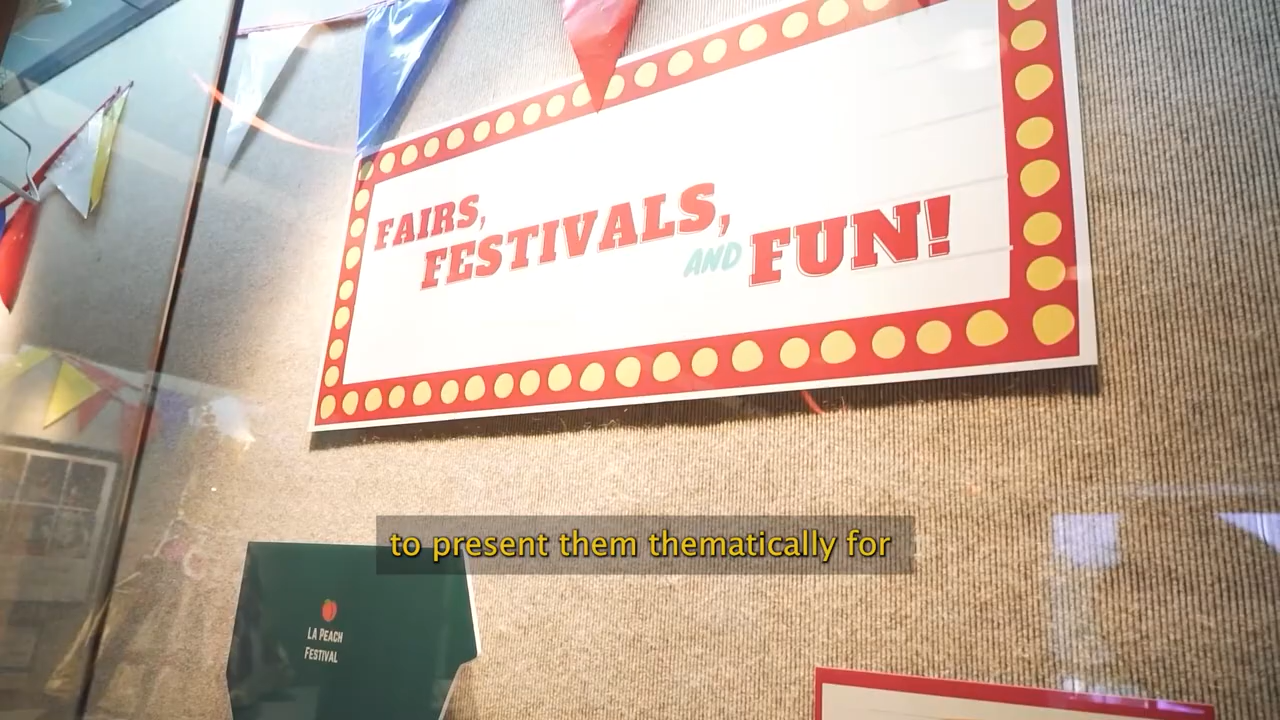 FAIRS,
FESTIVALS,
AND FUN!
to present them thematically for
LA PEACH
FESTIVAL